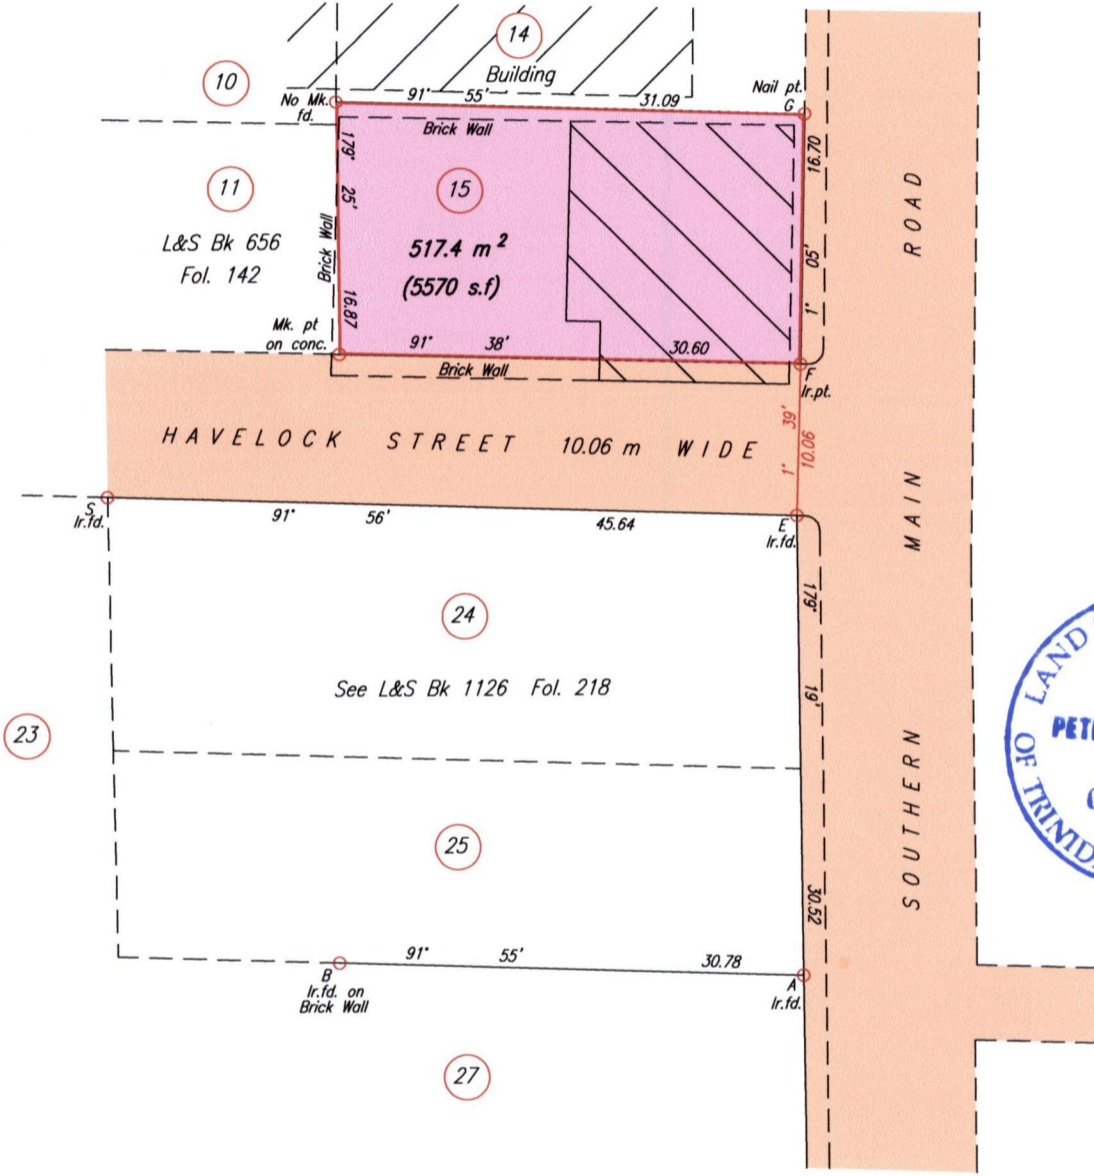 14
Building
10
No Mk.
fd.
91° 55' 31.09
Nail pt.
G
Brick Wall
179° 25' 16.87
16.70
1° 05'
11
L&S Bk 656
Fol. 142
Brick Wall
15
517.4 m²
(5570 s.f)
Mk. pt
on conc.
91° 38' 30.60
Brick Wall
F
Ir.pt.
HAVELOCK STREET 10.06 m WIDE
1° 39'
10.06
SOUTHERN MAIN ROAD
S
Ir.fd.
91° 56' 45.64
E
Ir.fd.
179° 19' 30.52
24
See L&S Bk 1126 Fol. 218
23
LAND
PET
OF TRINID
25
91° 55' 30.78
B
Ir.fd. on
Brick Wall
A
Ir.fd.
27